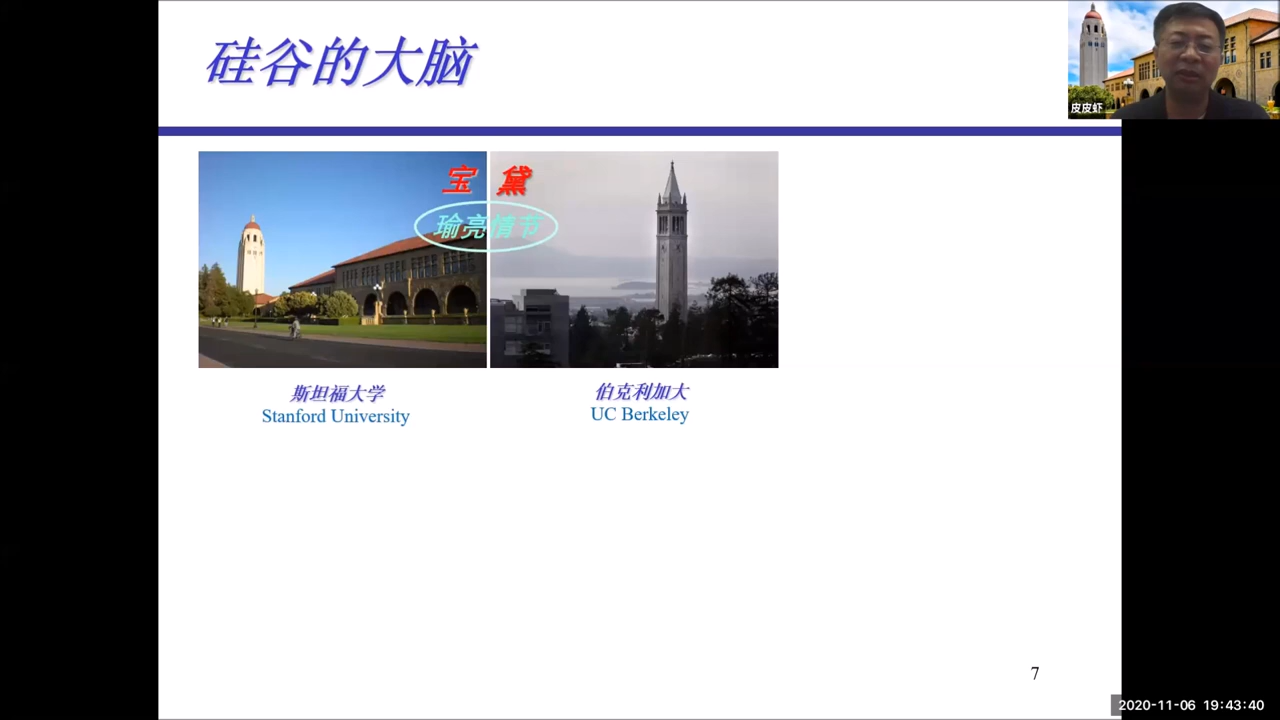 硅谷的大脑
皮皮虾
宝 黛
瑜亮情节
斯坦福大学
Stanford University
伯克利加大
UC Berkeley
7
2020-11-06 19:43:40